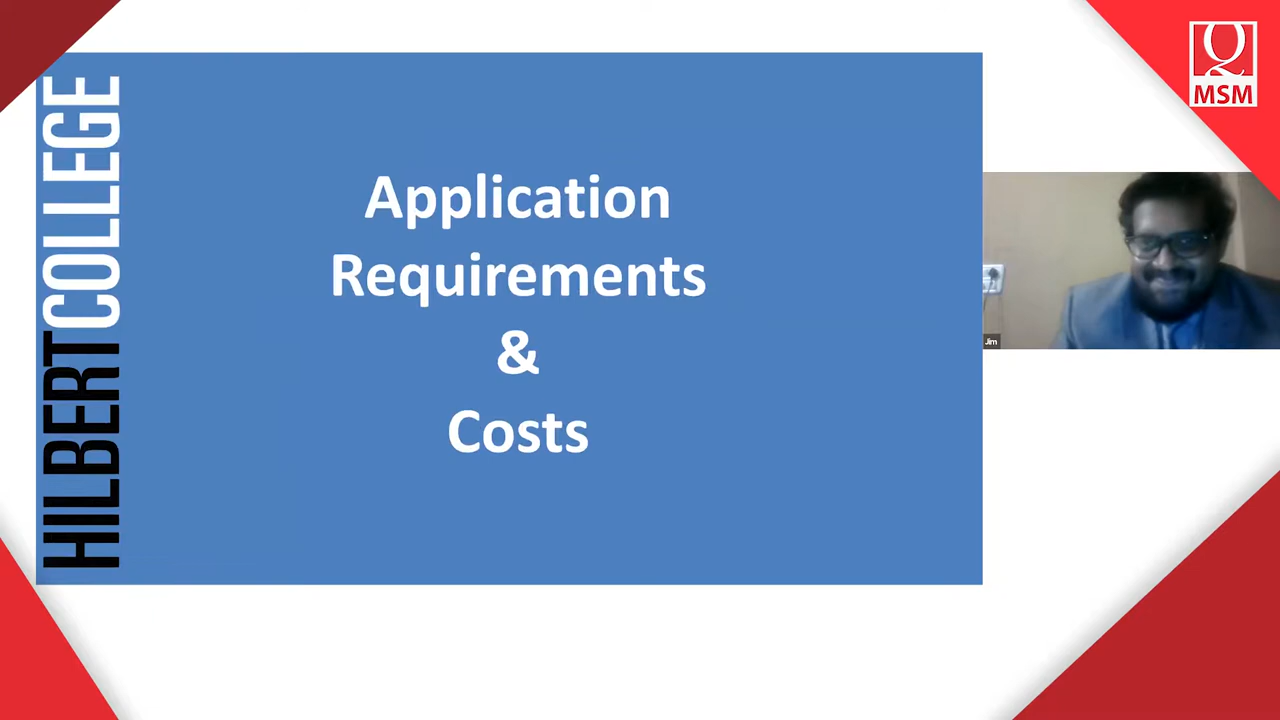 HILBERTCOLLEGE
Application
Requirements
&
Costs
MSM
Jim